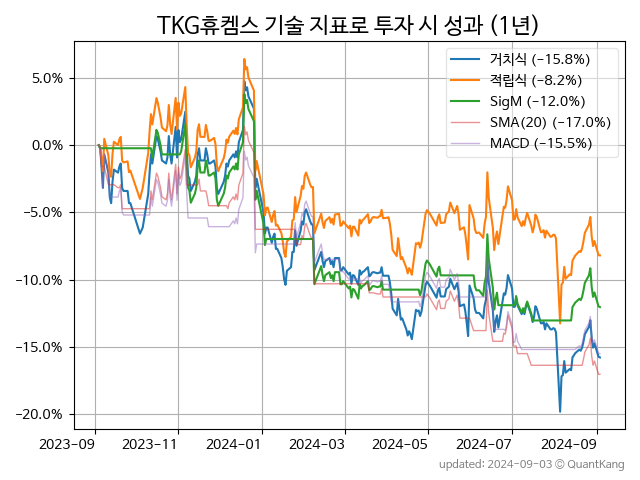 TKG휴켐스 기술 지표로 투자 시 성과 (1년)
거치식 (−15.8%)
적립식 (−8.2%)
SigM (−12.0%)
SMA(20) (−17.0%)
MACD (−15.5%)
5.0%
0.0%
−5.0%
−10.0%
−15.0%
−20.0%
2023-09 2023-11 2024-01 2024-03 2024-05 2024-07 2024-09
updated: 2024-09-03 © QuantKang